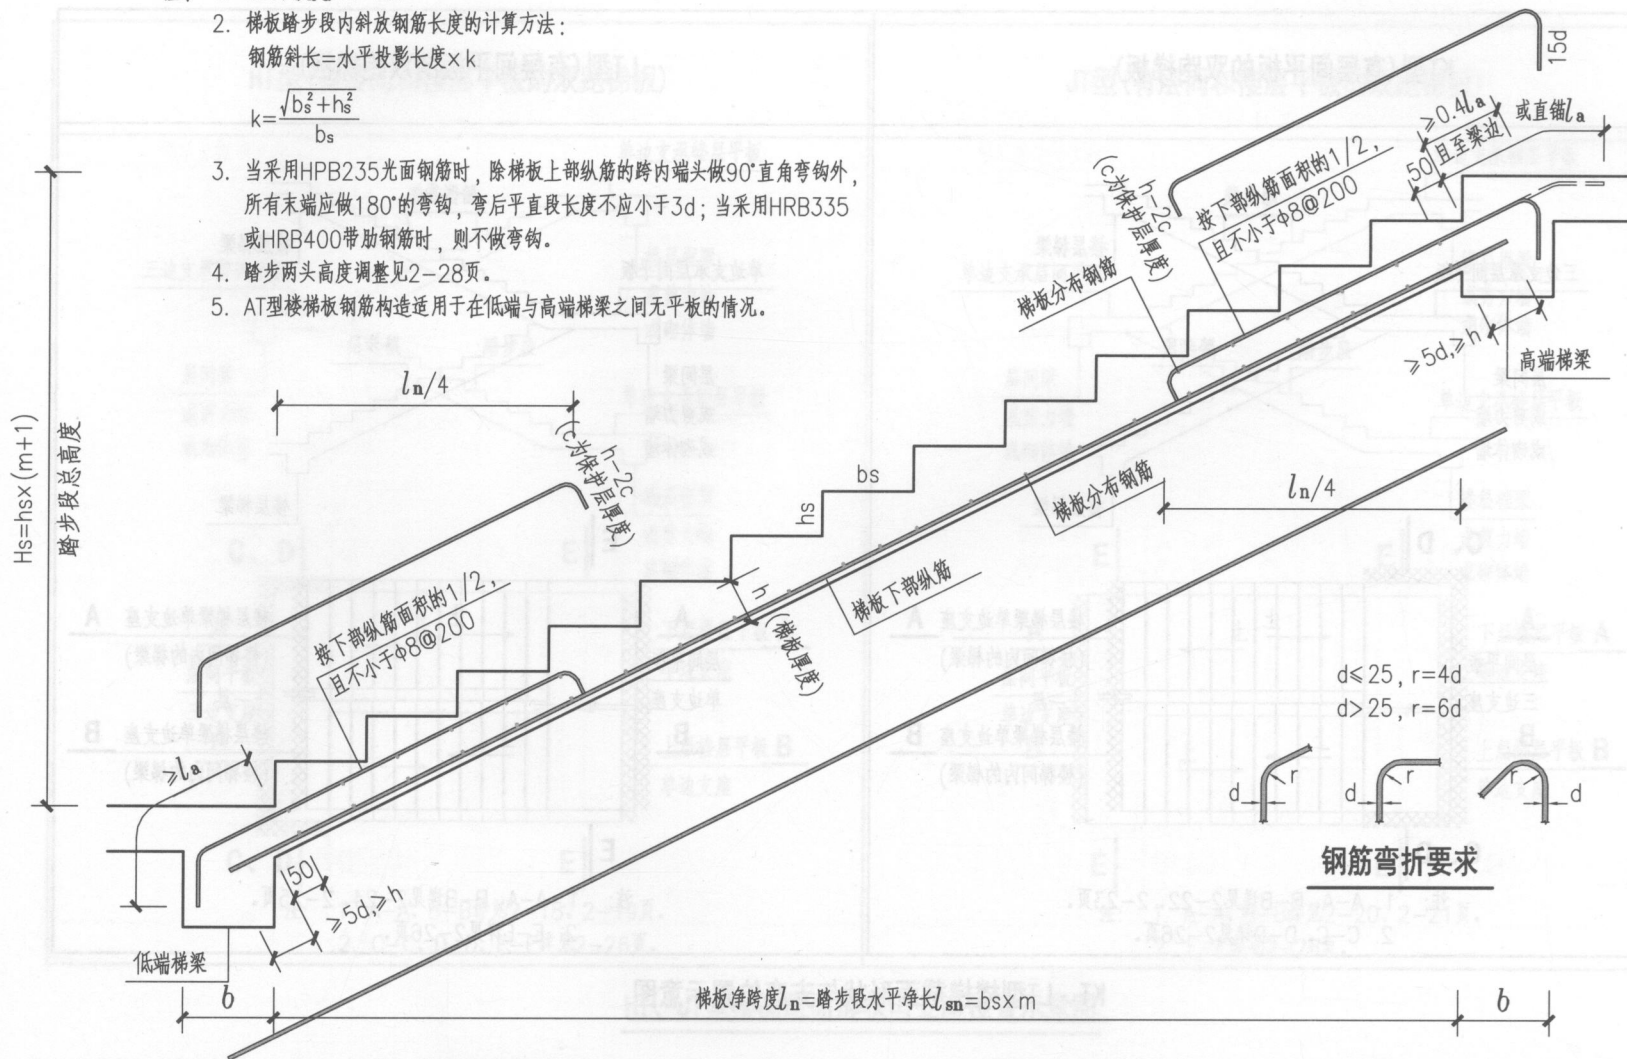 2. 梯板踏步段内斜放钢筋长度的计算方法：
钢筋斜长=水平投影长度×k
k=√(bs²+hs²)/bs
3. 当采用HPB235光面钢筋时，除梯板上部纵筋的跨内端头做90°直角弯钩外，
所有末端应做180°的弯钩，弯后平直段长度不应小于3d；当采用HRB335
或HRB400带肋钢筋时，则不做弯钩。
4. 踏步两头高度调整见2-28页。
5. AT型楼梯板钢筋构造适用于在低端与高端梯梁之间无平板的情况。
15d
≥0.4la
且至梁边
或直锚la
50
h-2c
(c为保护层厚度)
按下部纵筋面积的1/2，
且不小于ф8@200
梯板分布钢筋
≥5d,≥h
高端梯梁
ln/4
Hs=hsx(m+1)
踏步段总高度
ln/4
h-2c
(c为保护层厚度)
bs
hs
梯板分布钢筋
梯板下部纵筋
h
(梯板厚度)
按下部纵筋面积的1/2，
且不小于ф8@200
≥la
50
≥5d,≥h
低端梯梁
b
梯板净跨度ln=踏步段水平净长lsn=bsxm
b
d≤25, r=4d
d>25, r=6d
d
r
d
r
r
d
钢筋弯折要求